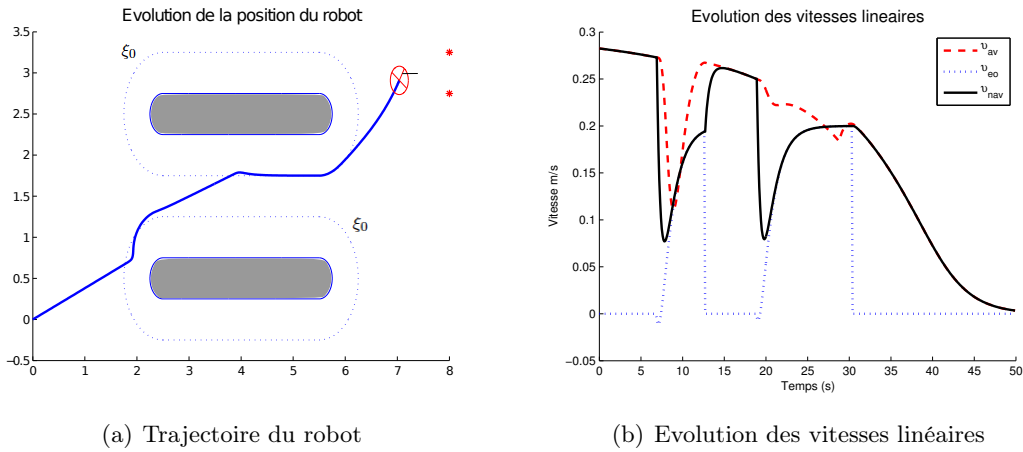 Evolution de la position du robot
3.5
3
2.5
2
1.5
1
0.5
0
−0.5
0 1 2 3 4 5 6 7 8
ξ0
ξ0
(a) Trajectoire du robot
Evolution des vitesses lineaires
Vitesse m/s
0.3
0.25
0.2
0.15
0.1
0.05
0
−0.05
0 5 10 15 20 25 30 35 40 45 50
Temps (s)
υav
υeo
υnav
(b) Evolution des vitesses linéaires